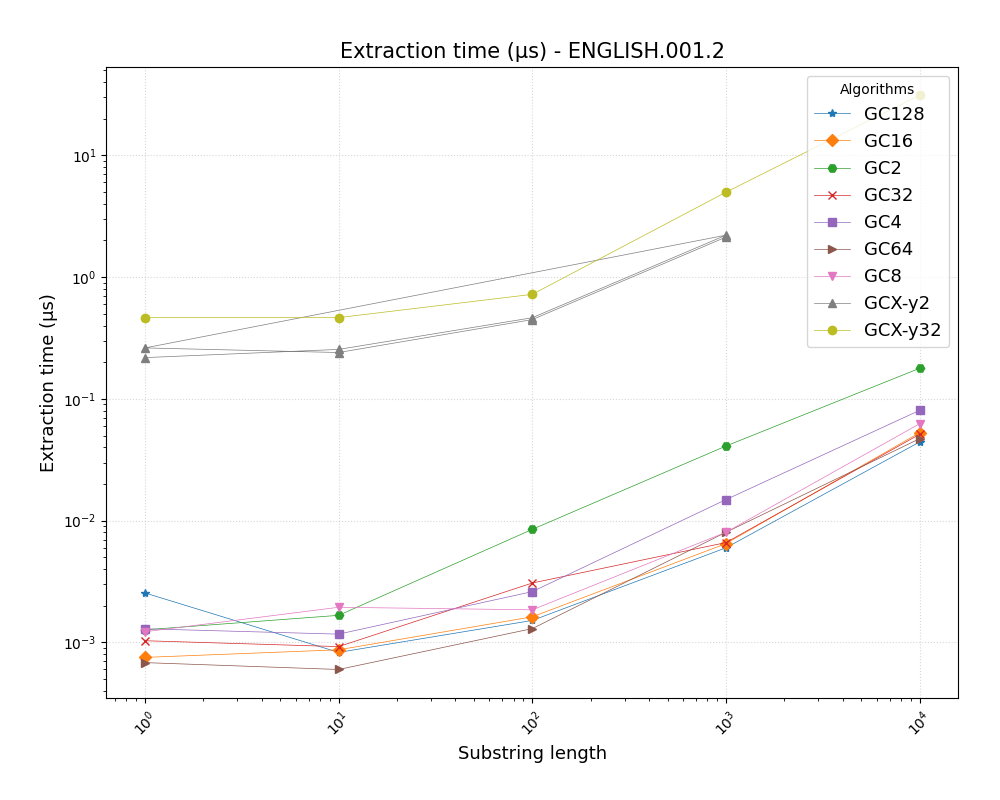 Extraction time (µs) - ENGLISH.001.2
Algorithms
GC128
GC16
GC2
GC32
GC4
GC64
GC8
GCX-y2
GCX-y32
Extraction time (µs)
10¹
10⁰
10⁻¹
10⁻²
10⁻³
10⁰ 10¹ 10² 10³ 10⁴
Substring length